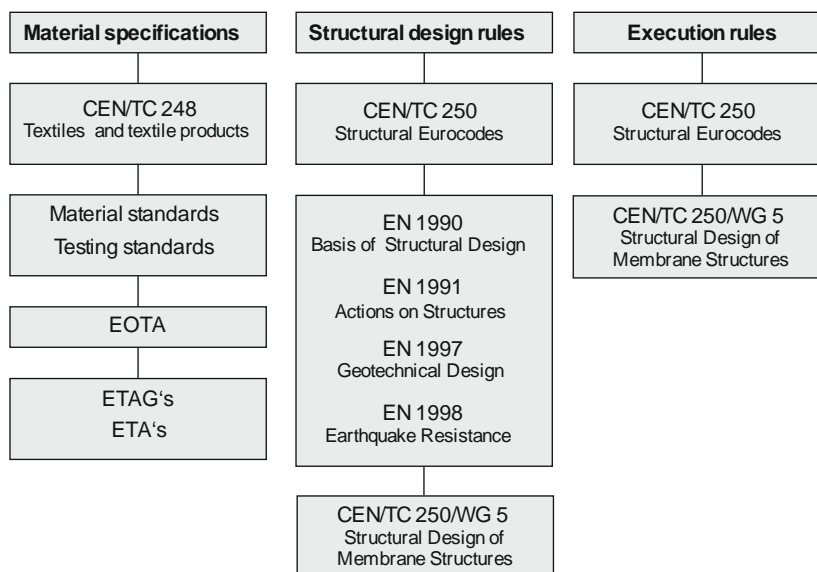 Material specifications
CEN/TC 248
Textiles and textile products
Material standards
Testing standards
EOTA
ETAG‘s
ETA‘s
Structural design rules
CEN/TC 250
Structural Eurocodes
EN 1990
Basis of Structural Design
EN 1991
Actions on Structures
EN 1997
Geotechnical Design
EN 1998
Earthquake Resistance
CEN/TC 250/WG 5
Structural Design of
Membrane Structures
Execution rules
CEN/TC 250
Structural Eurocodes
CEN/TC 250/WG 5
Structural Design of
Membrane Structures